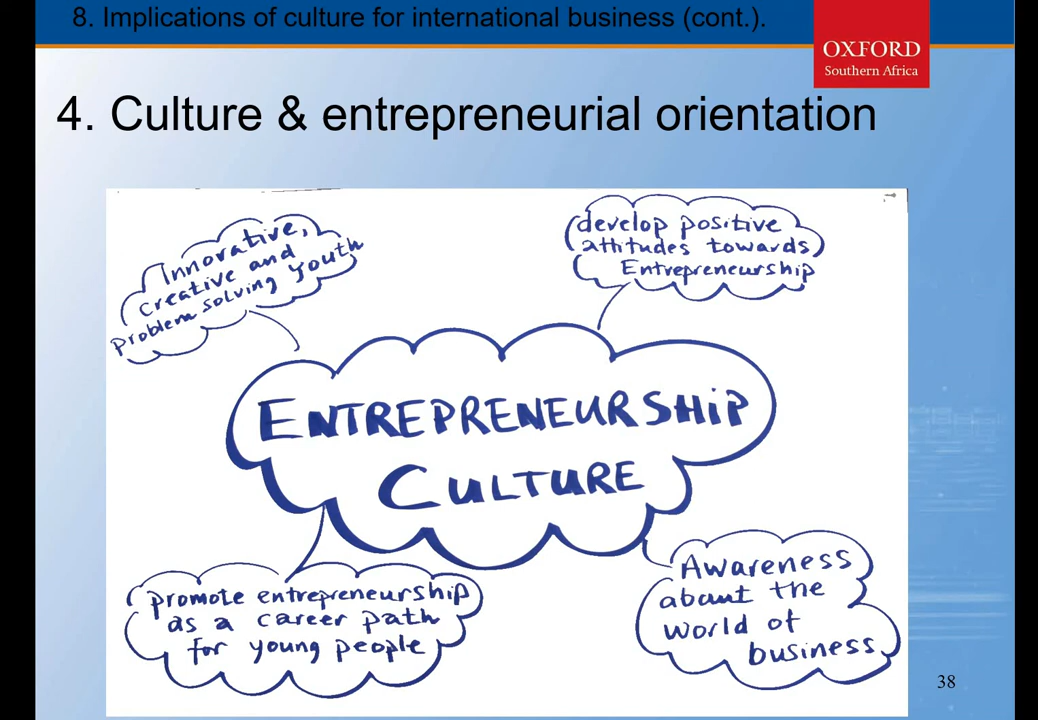 8. Implications of culture for international business (cont.).
OXFORD
Southern Africa
4. Culture & entrepreneurial orientation
Innovative,
creative and
problem solving youth
develop positive
attitudes towards
Entrepreneurship
ENTREPRENEURSHiP
CULTURE
promote entrepreneurship
as a career path
for young people
Awareness
about the
world of
business
38